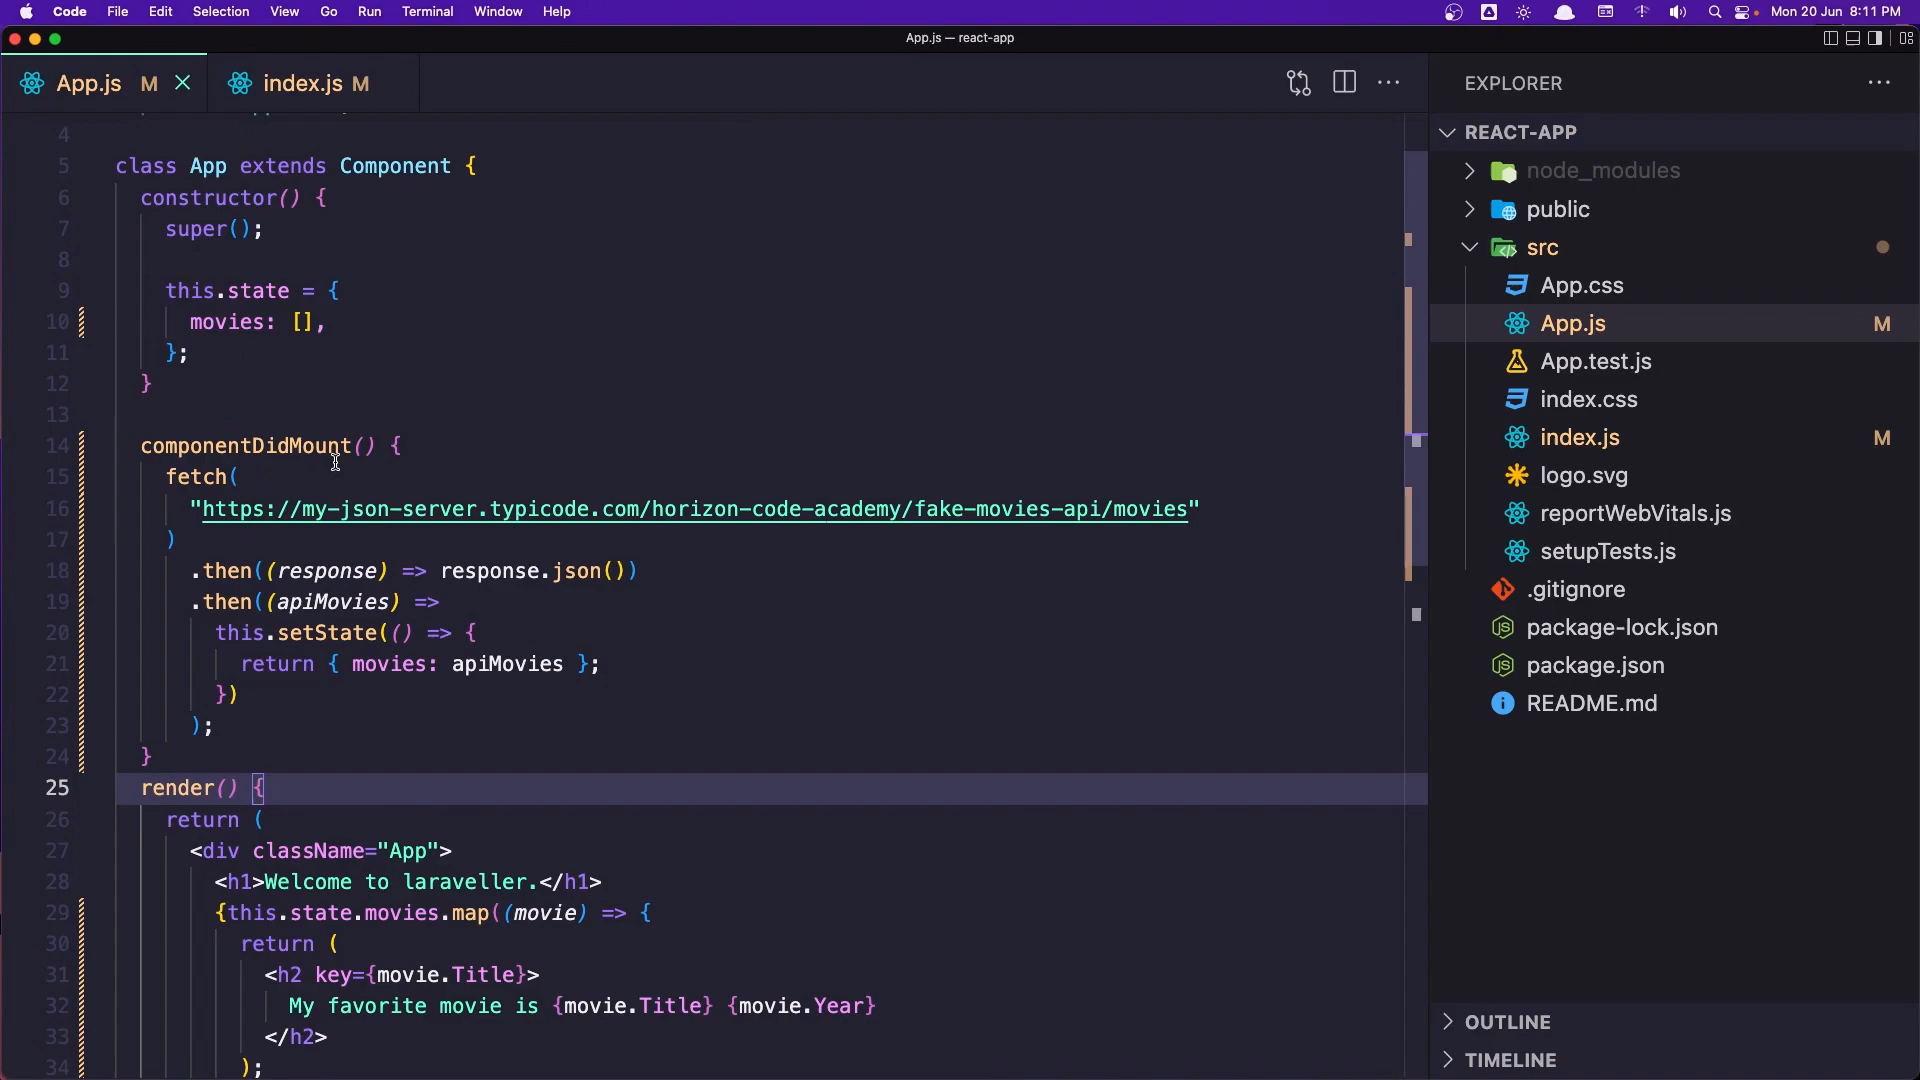 Code File Edit Selection View Go Run Terminal Window Help Mon 20 Jun 8:11 PM
App.js — react-app
App.js M index.js M
EXPLORER
REACT-APP
node_modules
public
src
App.css
App.js M
App.test.js
index.css
index.js M
logo.svg
reportWebVitals.js
setupTests.js
.gitignore
package-lock.json
package.json
README.md
OUTLINE
TIMELINE
4
5 class App extends Component {
6 constructor() {
7 super();
8
9 this.state = {
10 movies: [],
11 };
12 }
13
14 componentDidMount() {
15 fetch(
16 "https://my-json-server.typicode.com/horizon-code-academy/fake-movies-api/movies"
17 )
18 .then((response) => response.json())
19 .then((apiMovies) =>
20 this.setState(() => {
21 return { movies: apiMovies };
22 })
23 );
24 }
25 render() {
26 return (
27 <div className="App">
28 <h1>Welcome to laraveller.</h1>
29 {this.state.movies.map((movie) => {
30 return (
31 <h2 key={movie.Title}>
32 My favorite movie is {movie.Title} {movie.Year}
33 </h2>
34 );